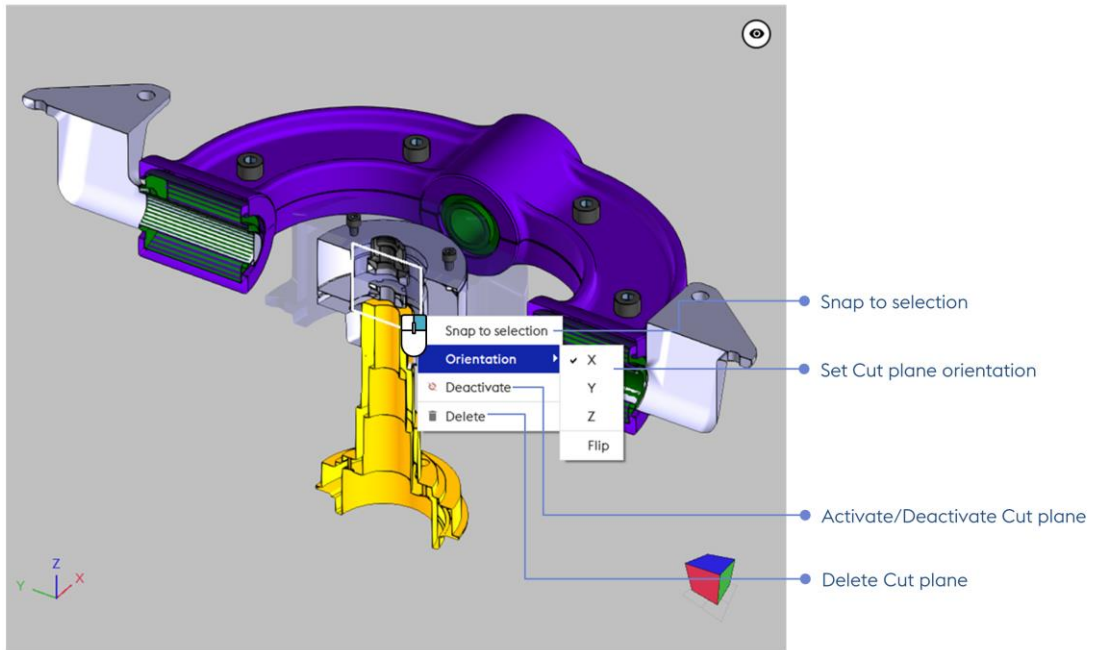 Snap to selection
Snap to selection
Orientation
X
Set Cut plane orientation
Deactivate
Y
Delete
Z
Flip
Activate/Deactivate Cut plane
Delete Cut plane
Z
Y
X